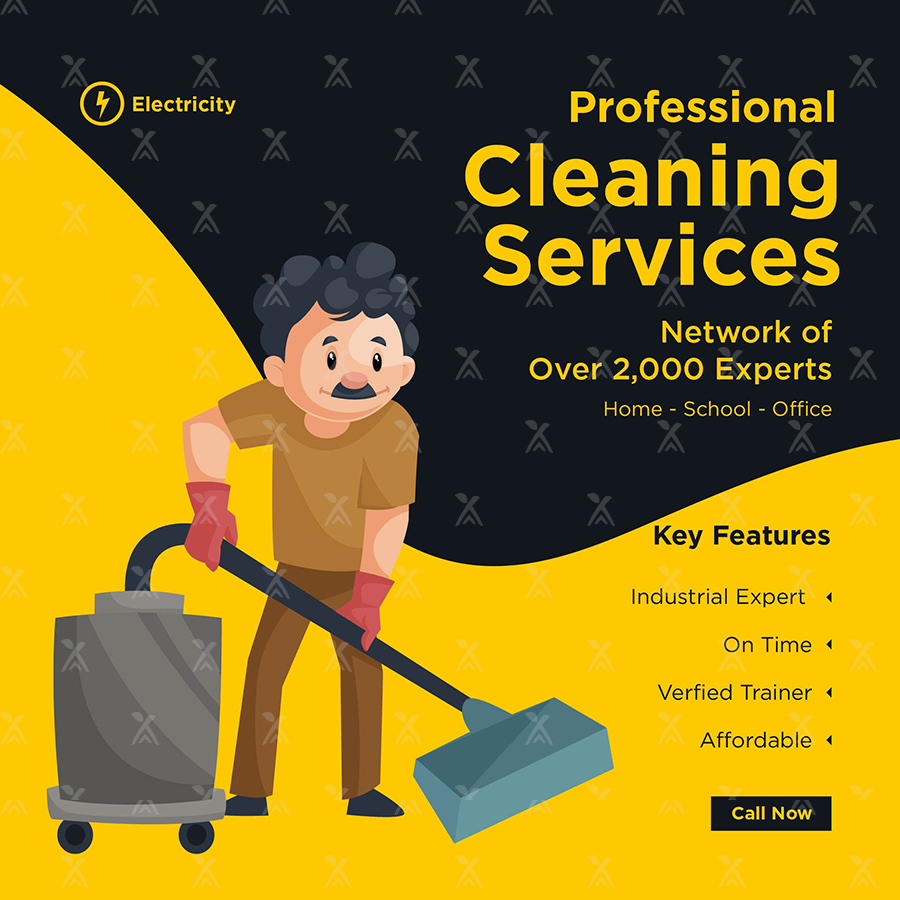 Electricity
Professional
Cleaning
Services
Network of
Over 2,000 Experts
Home - School - Office
Key Features
Industrial Expert
On Time
Verfied Trainer
Affordable
Call Now